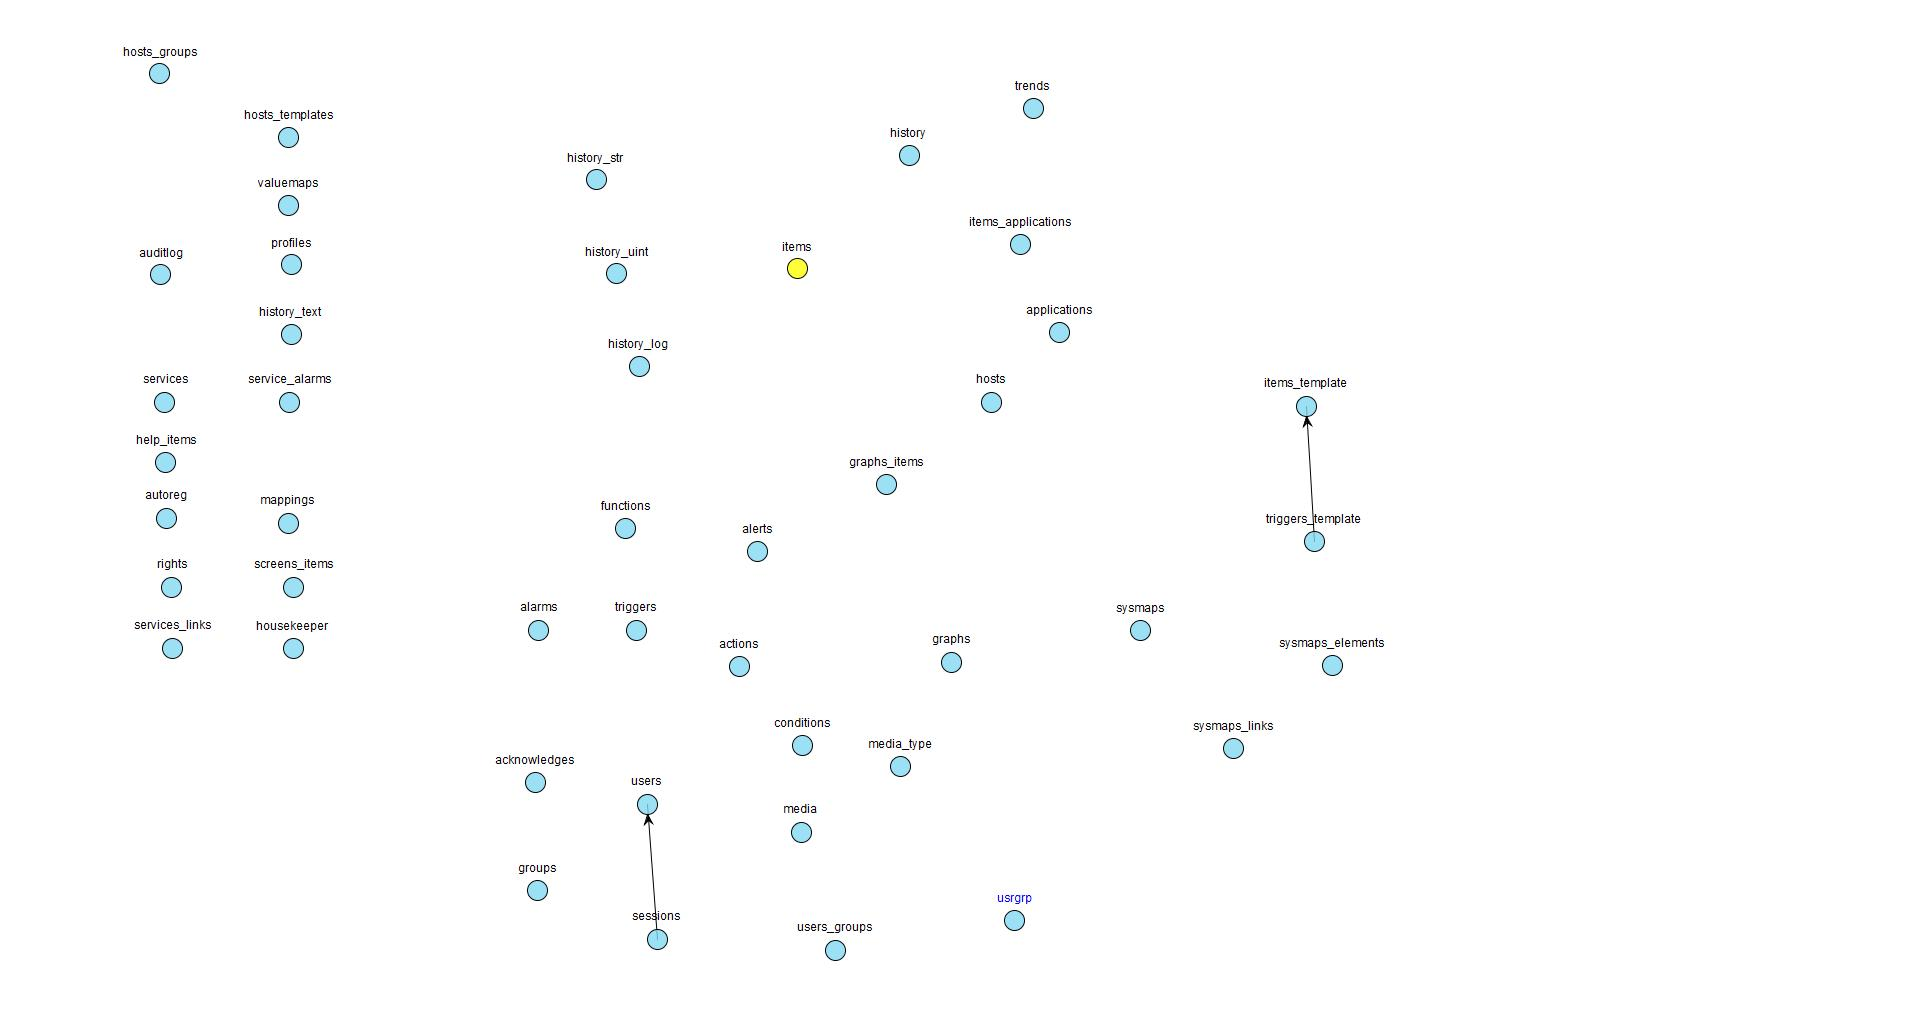 hosts_groups
trends
hosts_templates
history
history_str
valuemaps
items_applications
profiles
items
auditlog
history_uint
applications
history_text
history_log
services
service_alarms
hosts
items_template
help_items
graphs_items
autoreg
mappings
functions
triggers_template
alerts
rights
screens_items
alarms
triggers
sysmaps
services_links
housekeeper
graphs
actions
sysmaps_elements
conditions
sysmaps_links
media_type
acknowledges
users
media
groups
usrgrp
sessions
users_groups